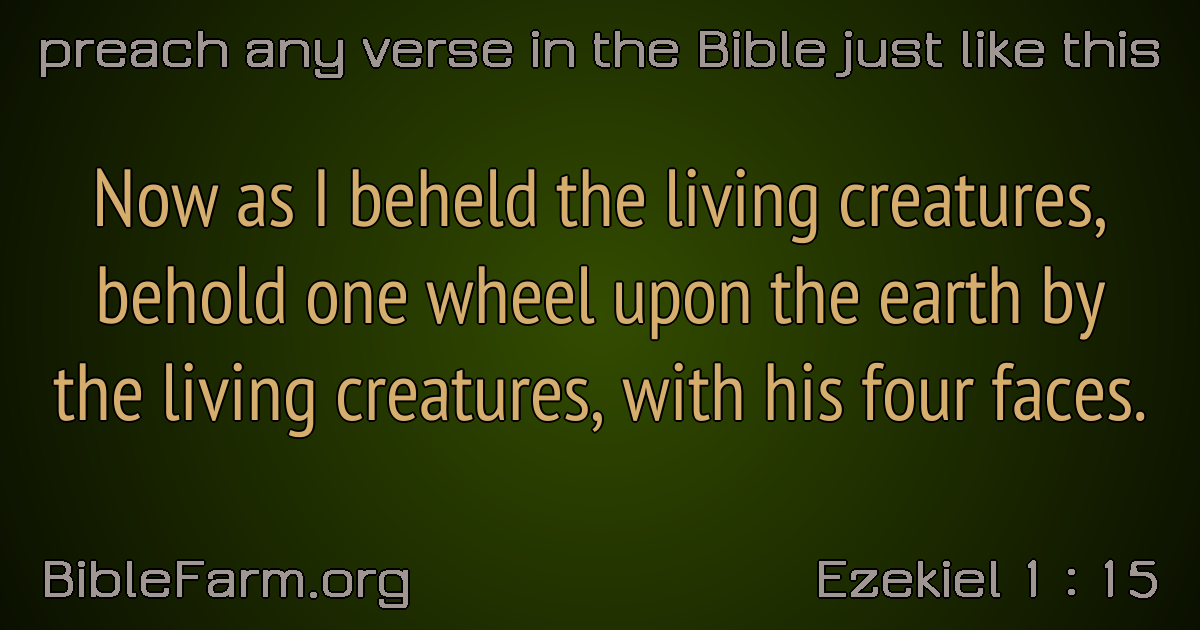 preach any verse in the Bible just like this
Now as I beheld the living creatures,
behold one wheel upon the earth by
the living creatures, with his four faces.
BibleFarm.org
Ezekiel 1 : 15